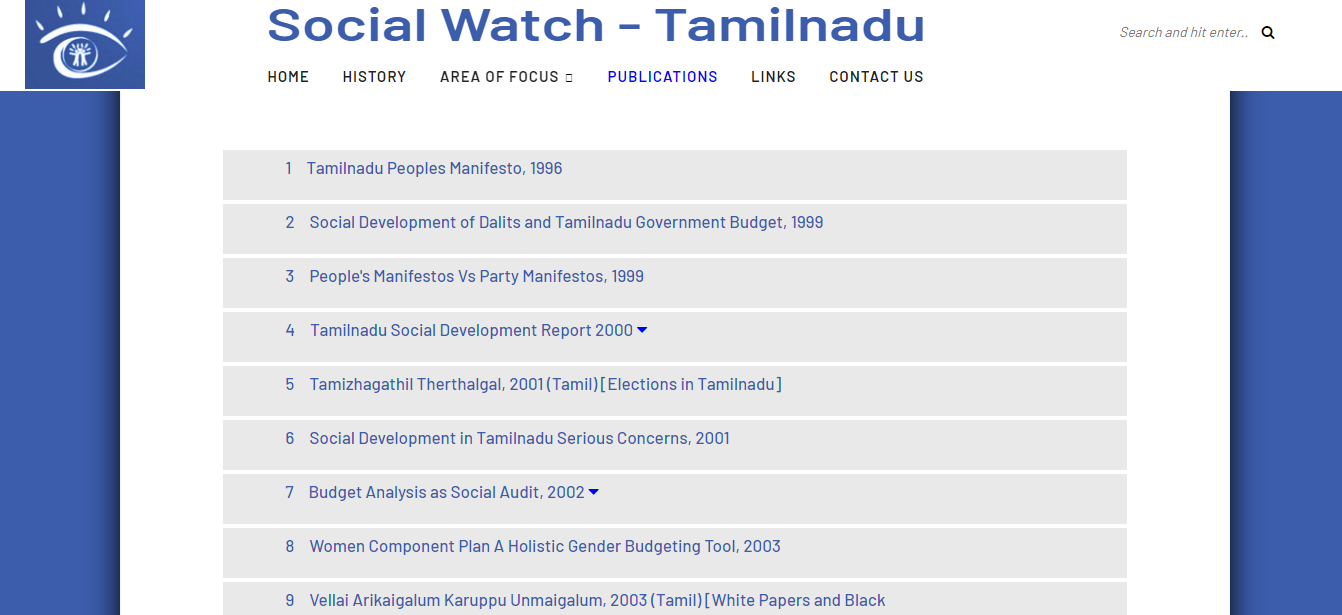 Social Watch – Tamilnadu
Search and hit enter..
HOME HISTORY AREA OF FOCUS PUBLICATIONS LINKS CONTACT US
1 Tamilnadu Peoples Manifesto, 1996
2 Social Development of Dalits and Tamilnadu Government Budget, 1999
3 People's Manifestos Vs Party Manifestos, 1999
4 Tamilnadu Social Development Report 2000
5 Tamizhagathil Therthalgal, 2001 (Tamil) [Elections in Tamilnadu]
6 Social Development in Tamilnadu Serious Concerns, 2001
7 Budget Analysis as Social Audit, 2002
8 Women Component Plan A Holistic Gender Budgeting Tool, 2003
9 Vellai Arikaigalum Karuppu Unmaigalum, 2003 (Tamil) [White Papers and Black